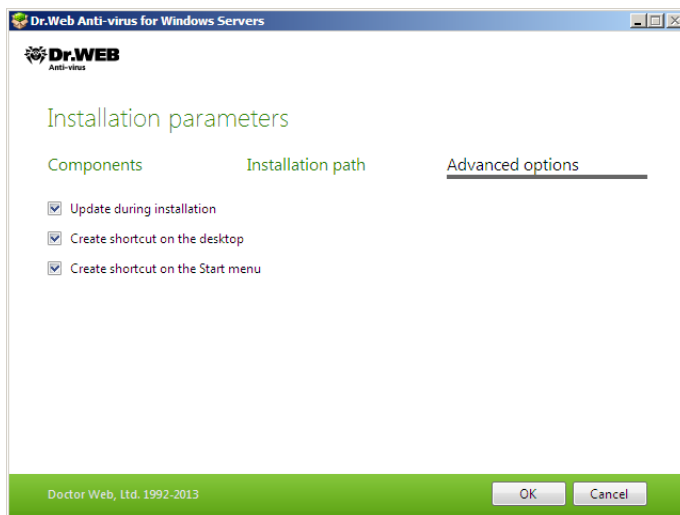 Dr.Web Anti-virus for Windows Servers
Dr.WEB
Anti-virus
Installation parameters
Components Installation path Advanced options
Update during installation
Create shortcut on the desktop
Create shortcut on the Start menu
Doctor Web, Ltd. 1992-2013 OK Cancel